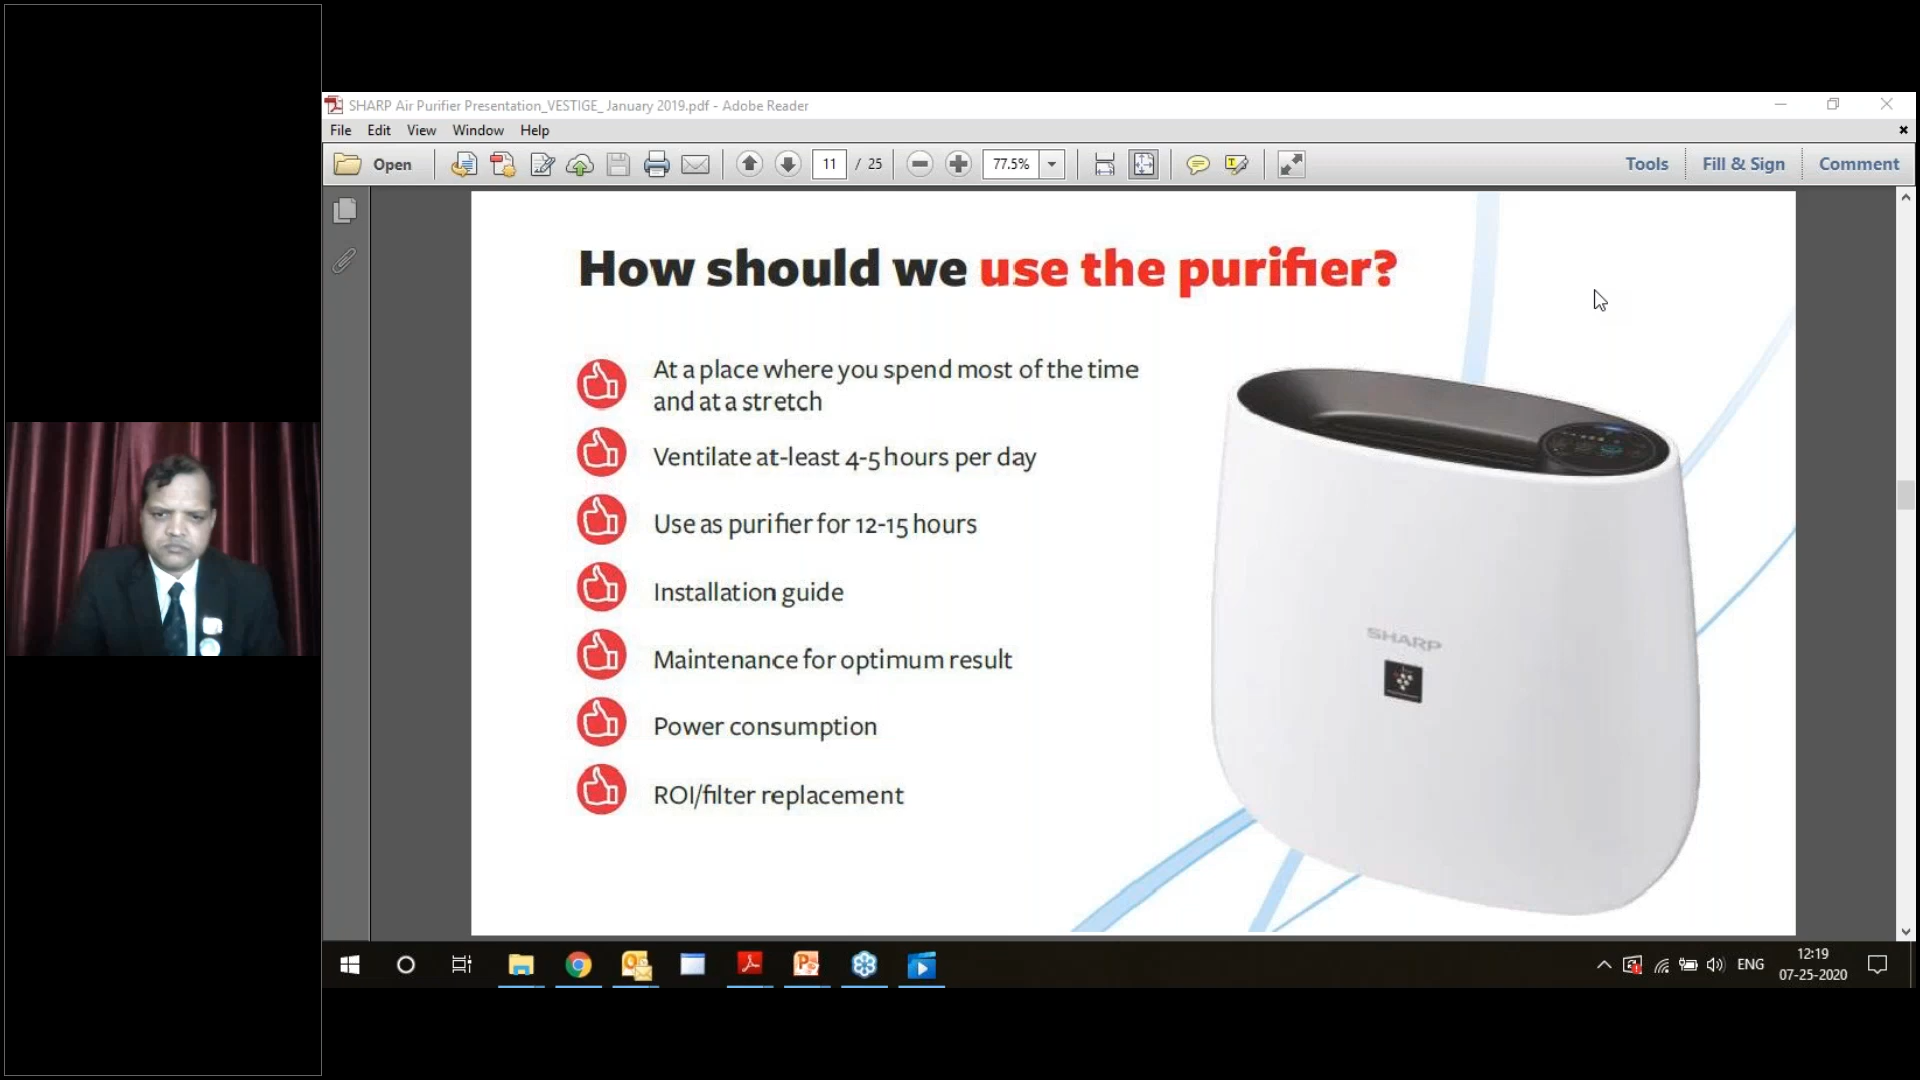 SHARP Air Purifier Presentation_VESTIGE_ January 2019.pdf - Adobe Reader
File Edit View Window Help
Open 11 / 25 77.5% Tools Fill & Sign Comment
How should we use the purifier?
At a place where you spend most of the time
and at a stretch
Ventilate at-least 4-5 hours per day
Use as purifier for 12-15 hours
Installation guide
Maintenance for optimum result
Power consumption
ROI/filter replacement
SHARP
ENG
12:19
07-25-2020